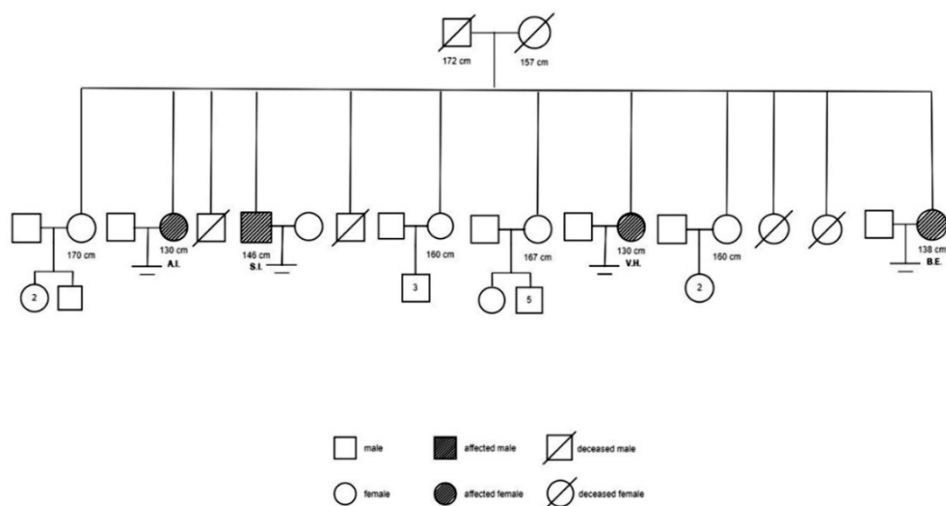 172 cm 157 cm
170 cm 130 cm 146 cm 160 cm 167 cm 130 cm 160 cm 138 cm
A.I. S.I. V.H. B.E.
2 3 5 2
male affected male deceased male
female affected female deceased female